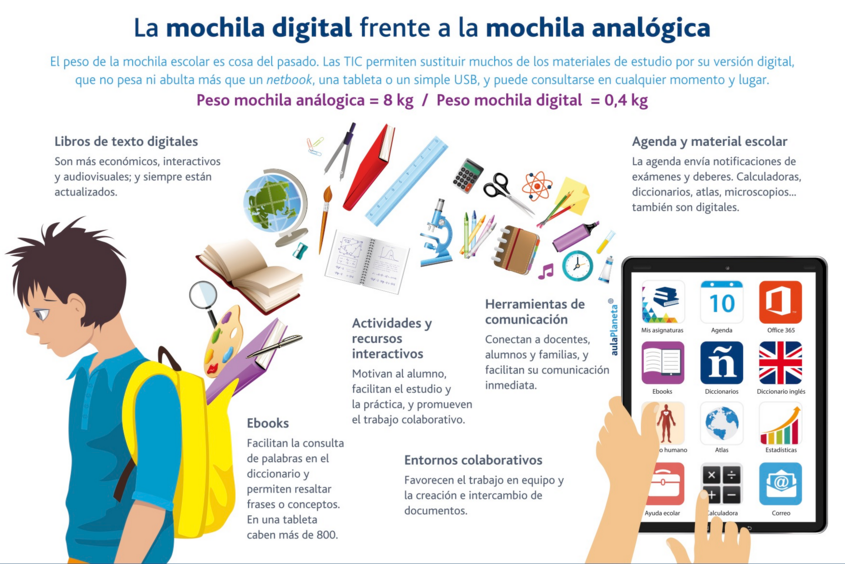 La mochila digital frente a la mochila analógica
El peso de la mochila escolar es cosa del pasado. Las TIC permiten sustituir muchos de los materiales de estudio por su versión digital,
que no pesa ni abulta más que un netbook, una tableta o un simple USB, y puede consultarse en cualquier momento y lugar.
Peso mochila análogica = 8 kg / Peso mochila digital = 0,4 kg
Libros de texto digitales
Son más económicos, interactivos
y audiovisuales; y siempre están
actualizados.
Agenda y material escolar
La agenda envía notificaciones de
exámenes y deberes. Calculadoras,
diccionarios, atlas, microscopios...
también son digitales.
Actividades y
recursos
interactivos
Motivan al alumno,
facilitan el estudio y
la práctica, y promueven
el trabajo colaborativo.
Herramientas de
comunicación
Conectan a docentes,
alumnos y familias, y
facilitan su comunicación
inmediata.
Ebooks
Facilitan la consulta
de palabras en el
diccionario y
permiten resaltar
frases o conceptos.
En una tableta
caben más de 800.
Entornos colaborativos
Favorecen el trabajo en equipo y
la creación e intercambio de
documentos.
aulaPlaneta
10
Mis asignaturas
Agenda
Office 365
ñ
Ebooks
Diccionarios
Diccionario inglés
o humano
Atlas
Estadísticas
Ayuda ecolar
Calculadora
Correo